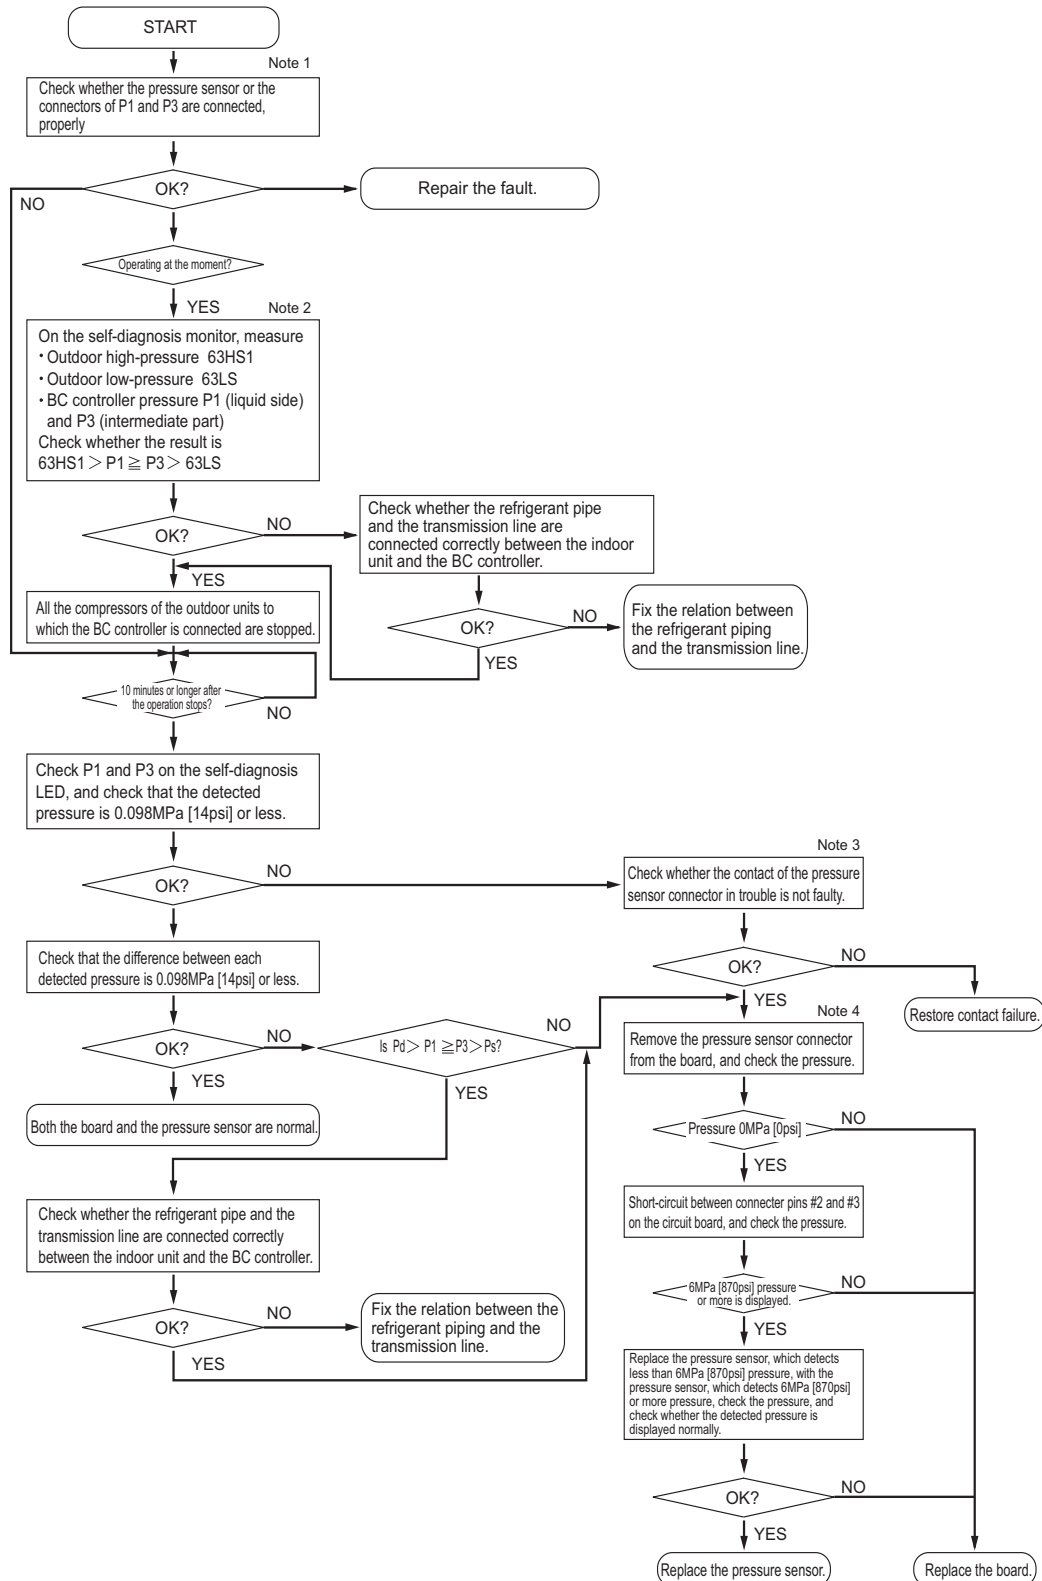 START
Note 1
Check whether the pressure sensor or the
connectors of P1 and P3 are connected,
properly
OK?
NO
Repair the fault.
Operating at the moment?
YES
Note 2
On the self-diagnosis monitor, measure
・Outdoor high-pressure 63HS1
・Outdoor low-pressure 63LS
・BC controller pressure P1 (liquid side)
and P3 (intermediate part)
Check whether the result is
63HS1＞P1≧P3＞63LS
OK?
NO
YES
Check whether the refrigerant pipe
and the transmission line are
connected correctly between the indoor
unit and the BC controller.
OK?
NO
YES
Fix the relation between
the refrigerant piping
and the transmission line.
All the compressors of the outdoor units to
which the BC controller is connected are stopped.
10 minutes or longer after
the operation stops?
NO
Check P1 and P3 on the self-diagnosis
LED, and check that the detected
pressure is 0.098MPa [14psi] or less.
OK?
NO
Note 3
Check whether the contact of the pressure
sensor connector in trouble is not faulty.
OK?
NO
YES
Restore contact failure.
Check that the difference between each
detected pressure is 0.098MPa [14psi] or less.
OK?
NO
YES
Is Pd＞P1≧P3＞Ps?
NO
YES
Both the board and the pressure sensor are normal.
Note 4
Remove the pressure sensor connector
from the board, and check the pressure.
Pressure 0MPa [0psi]
NO
YES
Check whether the refrigerant pipe and the
transmission line are connected correctly
between the indoor unit and the BC controller.
OK?
NO
YES
Fix the relation between the
refrigerant piping and the
transmission line.
Short-circuit between connecter pins #2 and #3
on the circuit board, and check the pressure.
6MPa [870psi] pressure
or more is displayed.
NO
YES
Replace the pressure sensor, which detects
less than 6MPa [870psi] pressure, with the
pressure sensor, which detects 6MPa [870psi]
or more pressure, check the pressure, and
check whether the detected pressure is
displayed normally.
OK?
NO
YES
Replace the pressure sensor.
Replace the board.